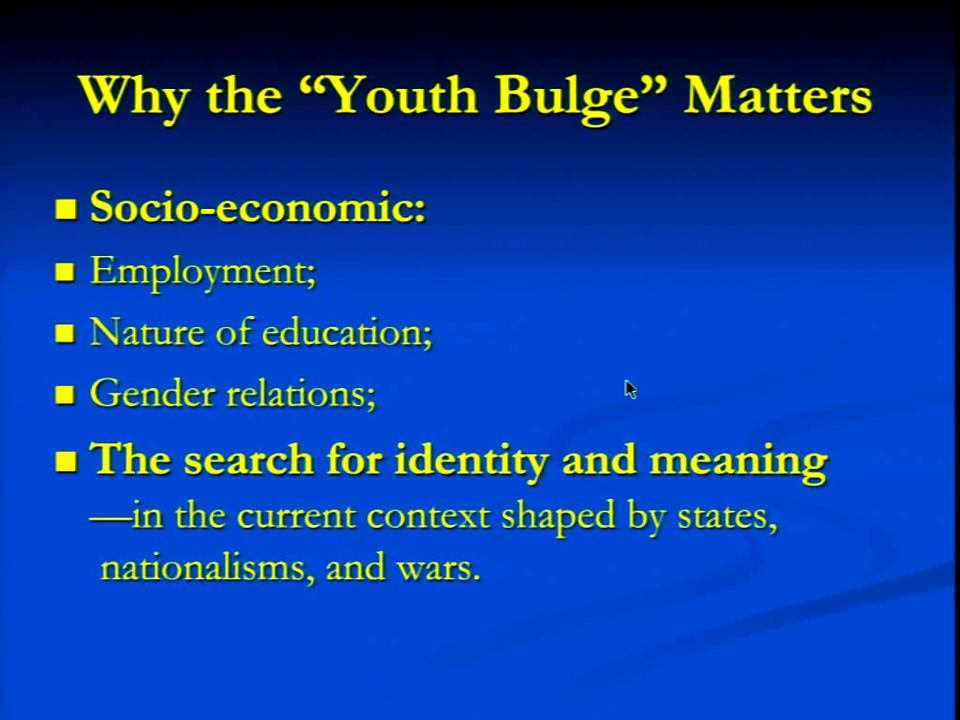 Why the “Youth Bulge” Matters
Socio-economic:
Employment;
Nature of education;
Gender relations;
The search for identity and meaning
—in the current context shaped by states,
nationalisms, and wars.